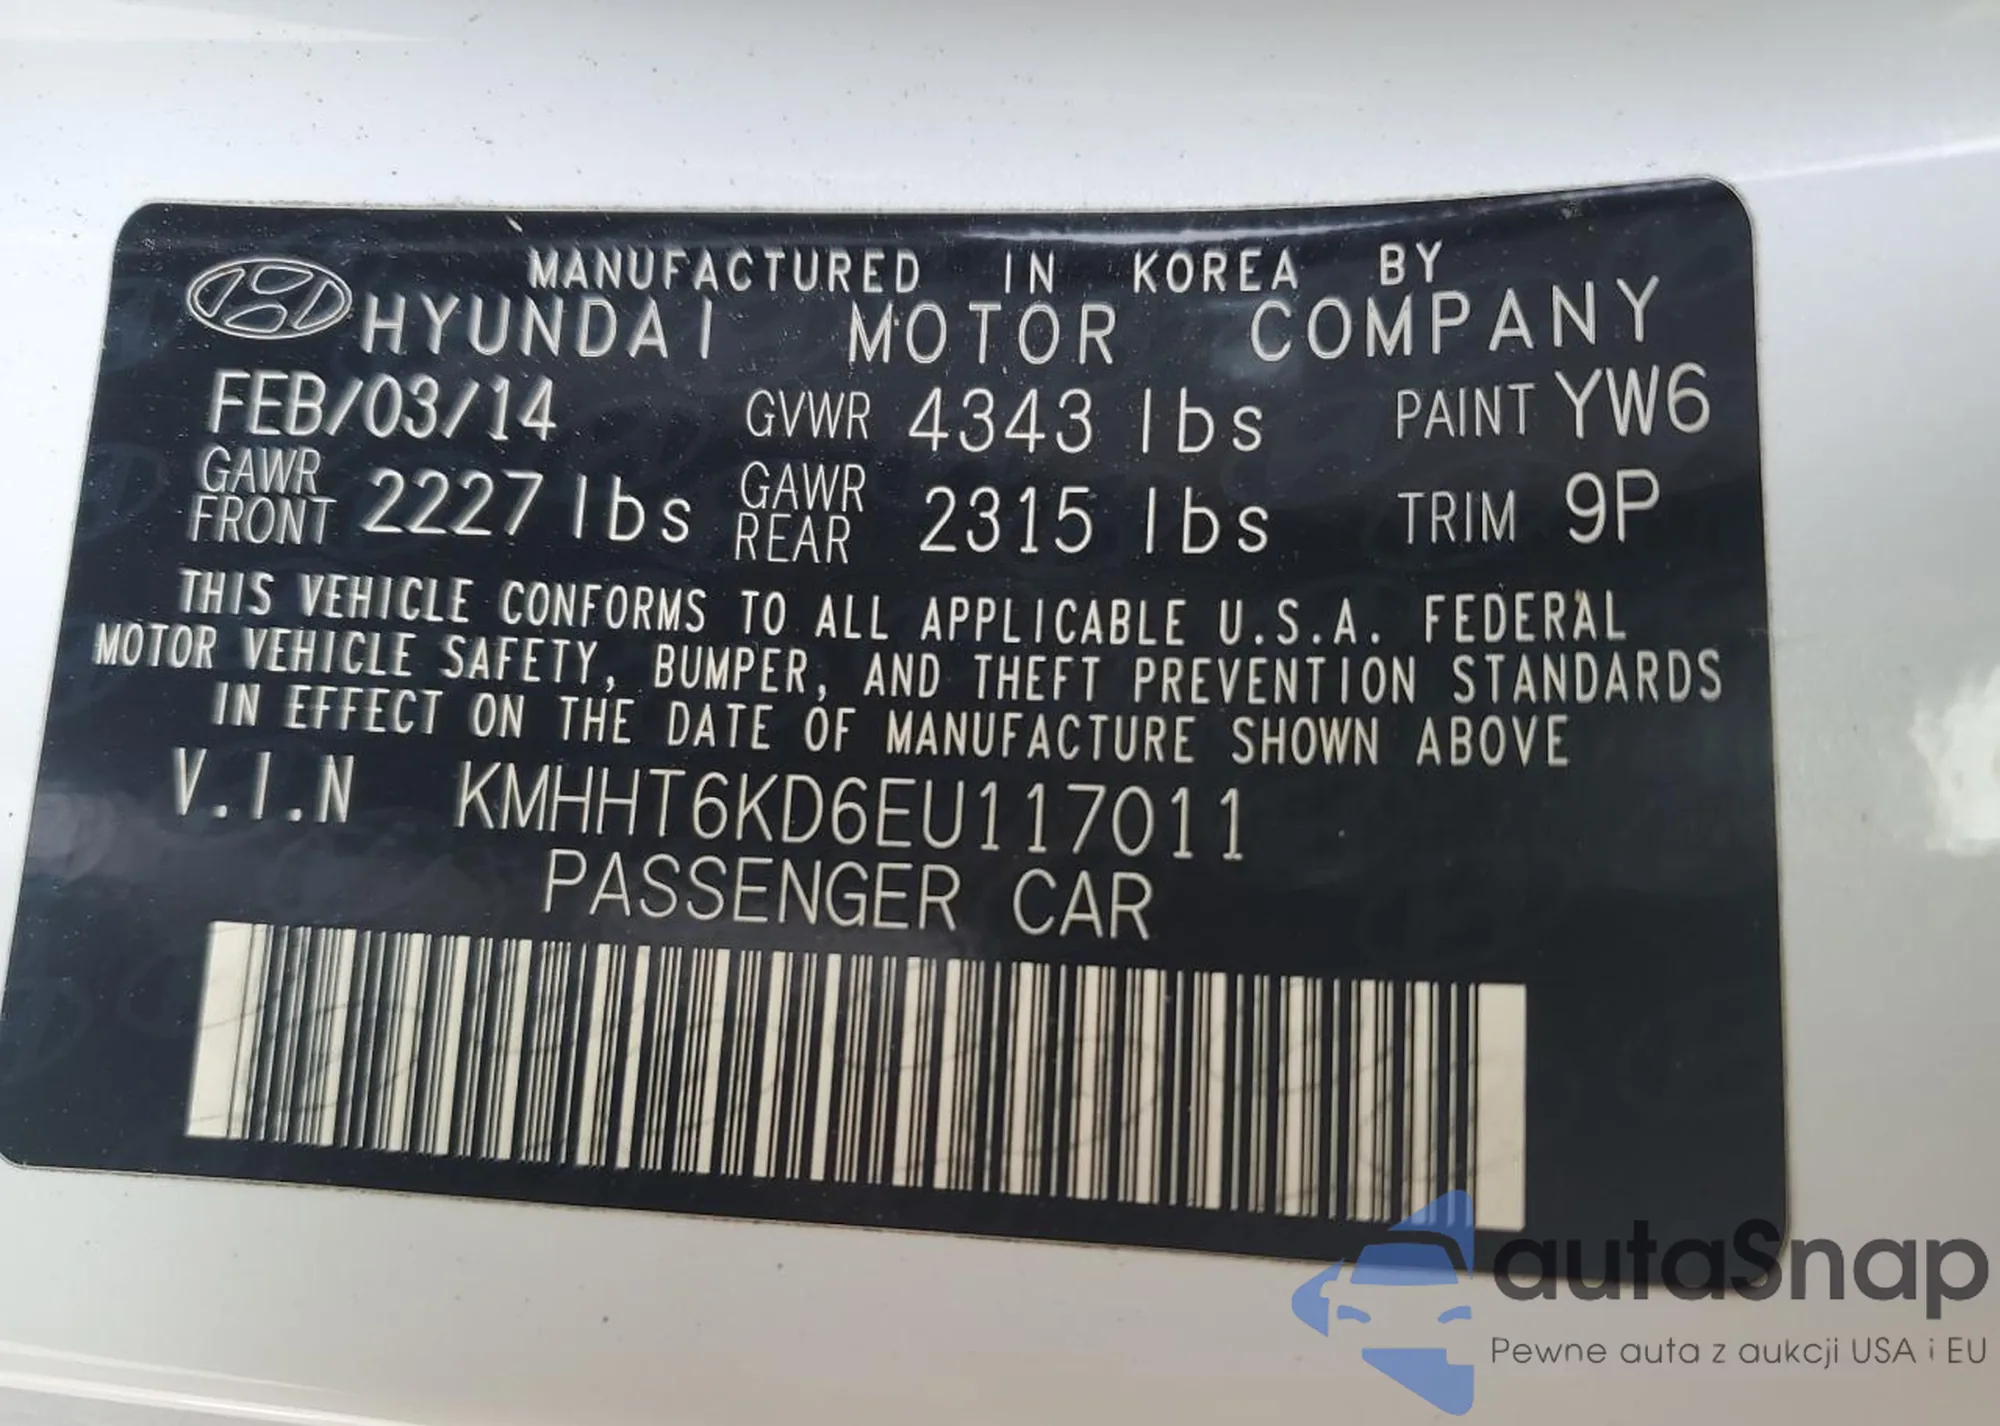 MANUFACTURED IN KOREA BY
HYUNDAI MOTOR COMPANY
FEB/03/14 GVWR 4343 lbs PAINT YW6
GAWR FRONT 2227 lbs GAWR REAR 2315 lbs TRIM 9P
THIS VEHICLE CONFORMS TO ALL APPLICABLE U.S.A. FEDERAL
MOTOR VEHICLE SAFETY, BUMPER, AND THEFT PREVENTION STANDARDS
IN EFFECT ON THE DATE OF MANUFACTURE SHOWN ABOVE
V.I.N KMHHT6KD6EU117011
PASSENGER CAR
autaSnap
Pewne auta z aukcji USA i EU